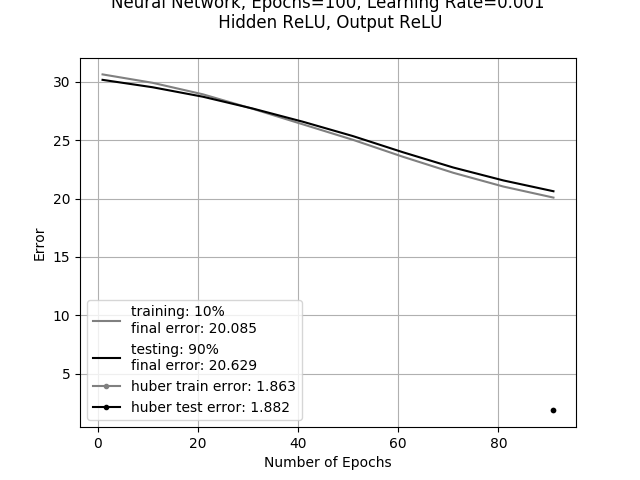 Neural Network, Epochs=100, Learning Rate=0.001
Hidden ReLU, Output ReLU
30
25
20
15
10
5
Error
training: 10%
final error: 20.085
testing: 90%
final error: 20.629
huber train error: 1.863
huber test error: 1.882
0 20 40 60 80
Number of Epochs